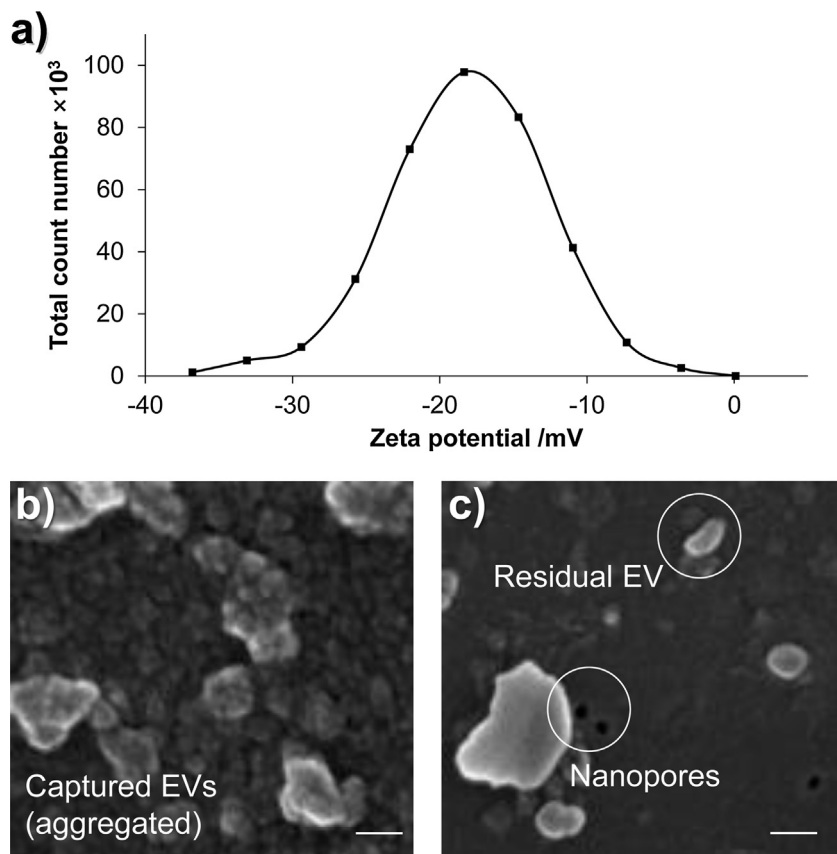 a)
Total count number ×10³
100
80
60
40
20
0
-40
-30
-20
-10
0
Zeta potential /mV
b)
Captured EVs
(aggregated)
c)
Residual EV
Nanopores